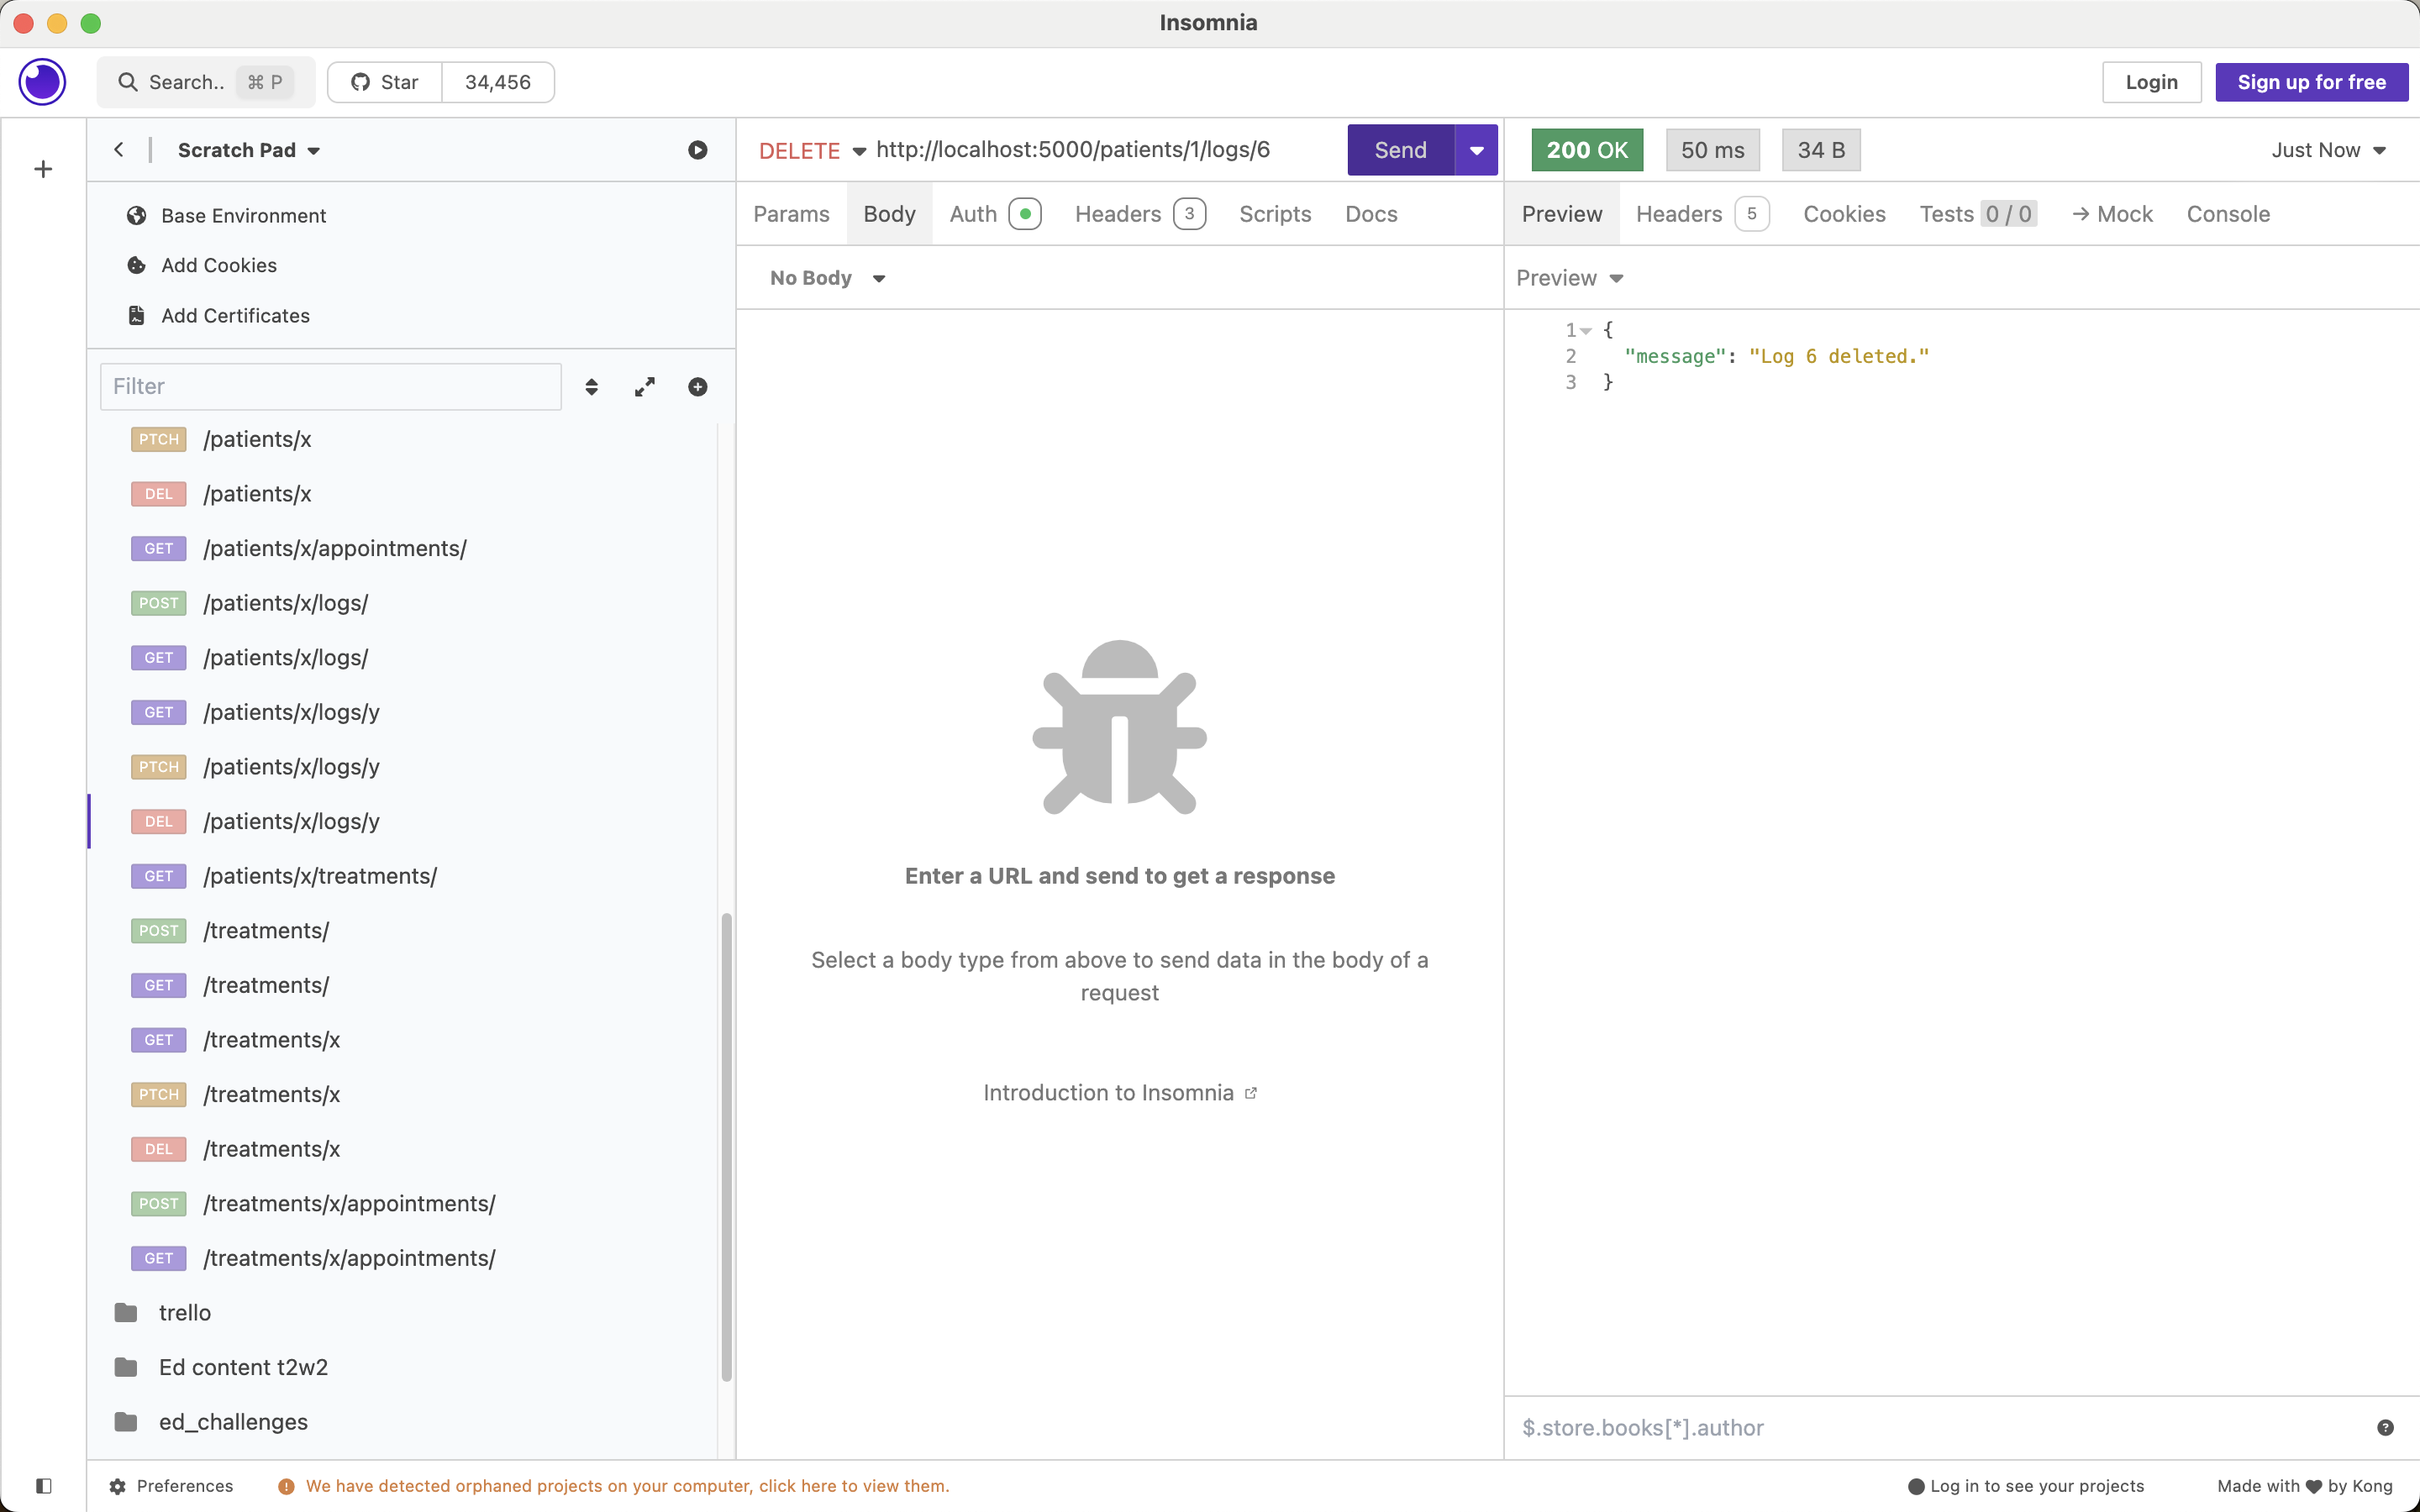 Insomnia
Search.. ⌘ P
Star 34,456
Login
Sign up for free
Scratch Pad
DELETE http://localhost:5000/patients/1/logs/6
Send
200 OK 50 ms 34 B
Just Now
Base Environment
Add Cookies
Add Certificates
Params Body Auth Headers 3 Scripts Docs
Preview Headers 5 Cookies Tests 0 / 0 → Mock Console
No Body
Preview
Filter
PTCH /patients/x
DEL /patients/x
GET /patients/x/appointments/
POST /patients/x/logs/
GET /patients/x/logs/
GET /patients/x/logs/y
PTCH /patients/x/logs/y
DEL /patients/x/logs/y
GET /patients/x/treatments/
POST /treatments/
GET /treatments/
GET /treatments/x
PTCH /treatments/x
DEL /treatments/x
POST /treatments/x/appointments/
GET /treatments/x/appointments/
trello
Ed content t2w2
ed_challenges
Enter a URL and send to get a response
Select a body type from above to send data in the body of a
request
Introduction to Insomnia
1 {
2 "message": "Log 6 deleted."
3 }
$.store.books[*].author
Preferences
We have detected orphaned projects on your computer, click here to view them.
Log in to see your projects
Made with ♥ by Kong